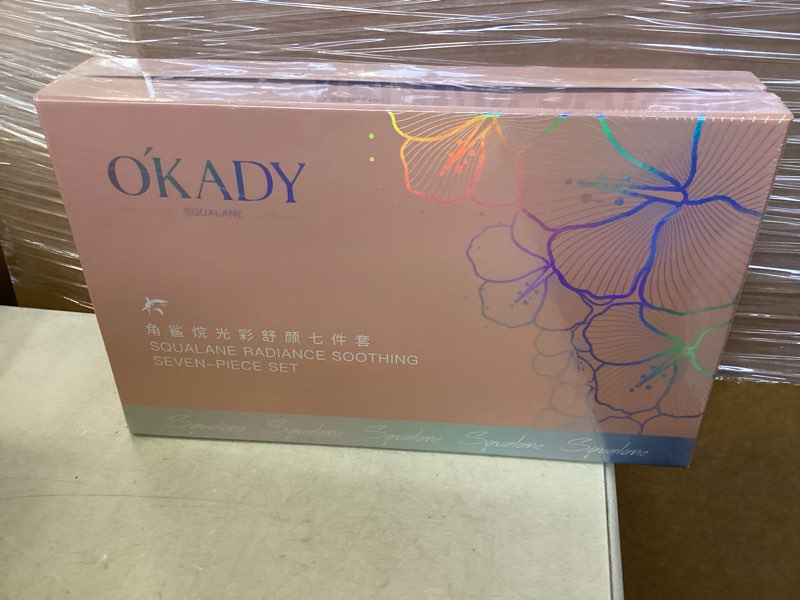 O'KADY
SQUALANE
角鲨烷光彩舒颜七件套
SQUALANE RADIANCE SOOTHING
SEVEN-PIECE SET
Squalane Squalane Squalane Squalane Squalane